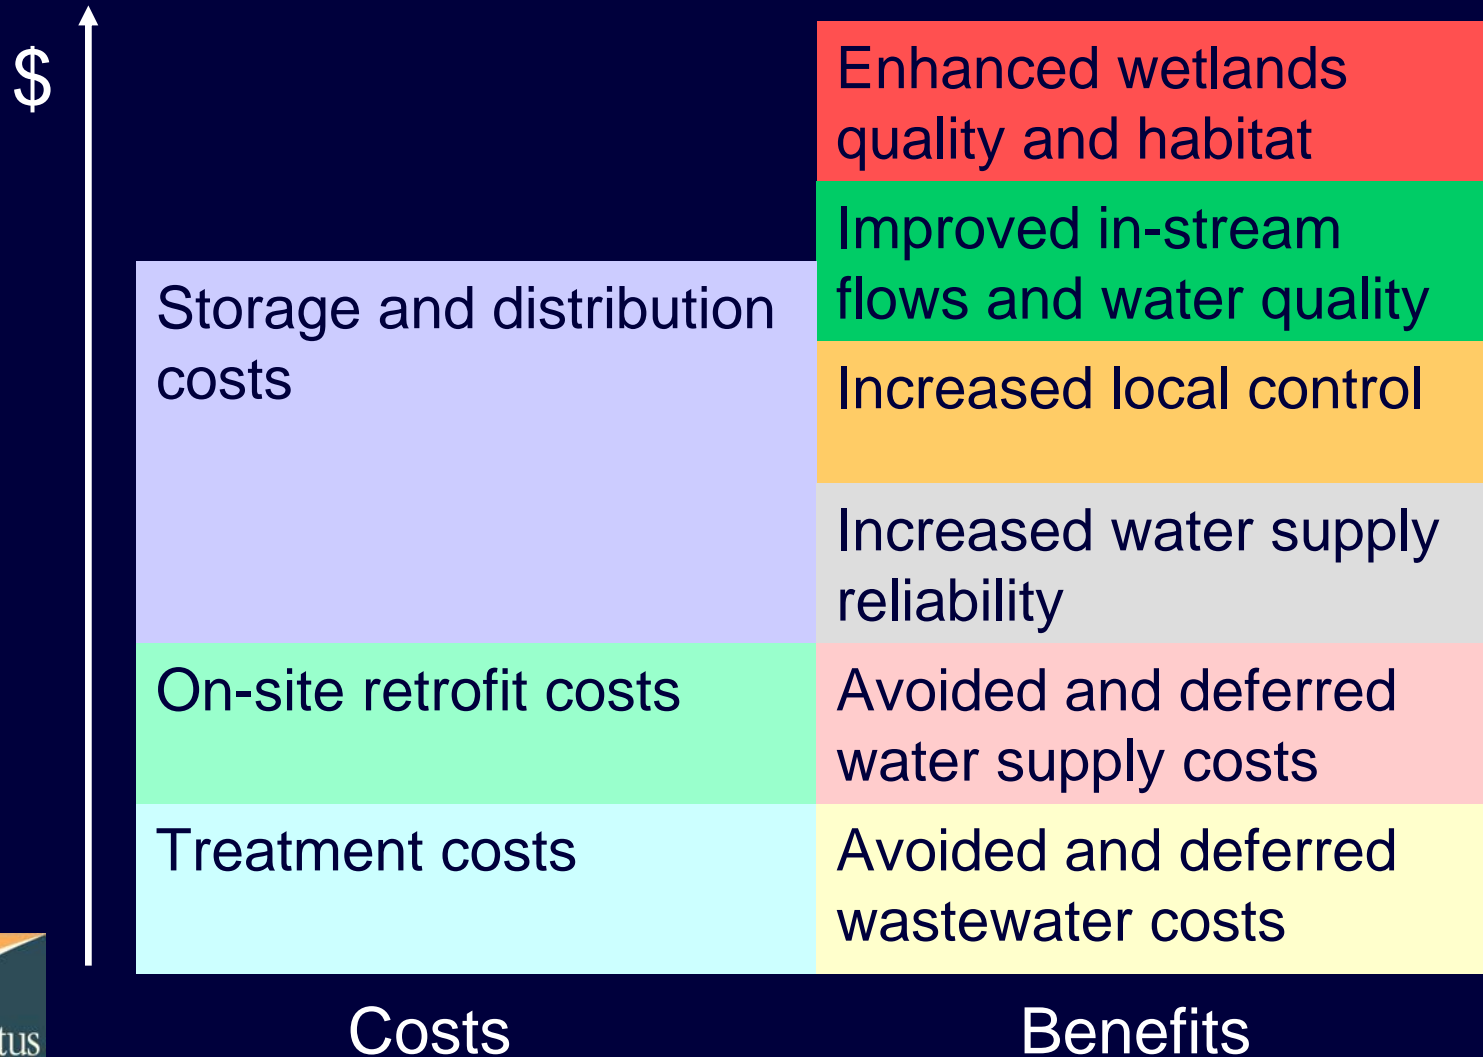 $
Enhanced wetlands
quality and habitat
Improved in-stream
flows and water quality
Storage and distribution
costs
Increased local control
Increased water supply
reliability
On-site retrofit costs
Avoided and deferred
water supply costs
Treatment costs
Avoided and deferred
wastewater costs
Costs
Benefits
tus